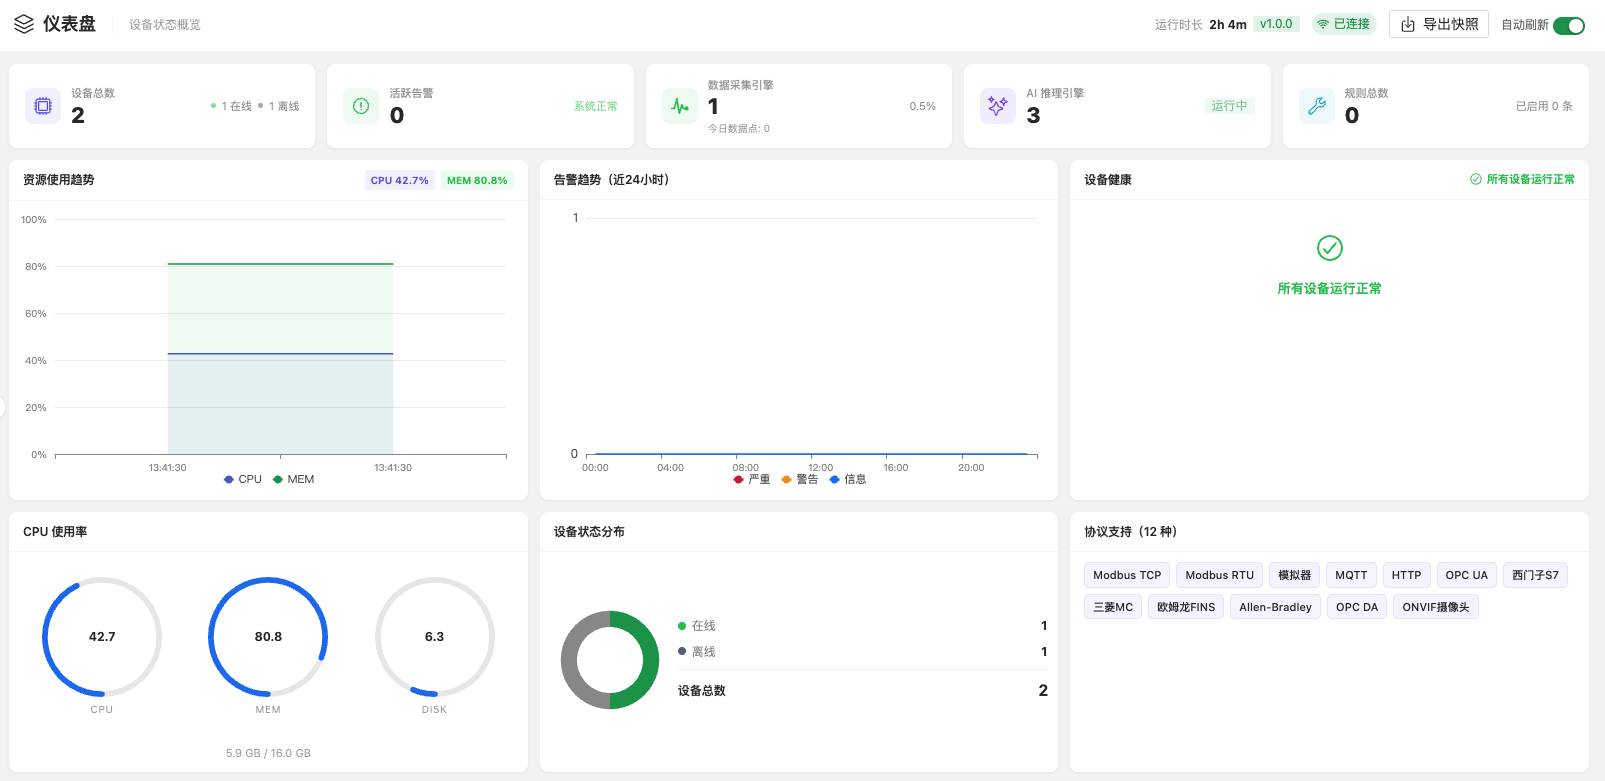 仪表盘 设备状态概览 运行时长 2h 4m v1.0.0 已连接 导出快照 自动刷新
设备总数
2
1 在线 1 离线
活跃告警
0
系统正常
数据采集引擎
1
今日数据点: 0
0.5%
AI 推理引擎
3
运行中
规则总数
0
已启用 0 条
资源使用趋势 CPU 42.7% MEM 80.8%
100%
80%
60%
40%
20%
0%
13:41:30 13:41:30
CPU MEM
告警趋势（近24小时）
1
0
00:00 04:00 08:00 12:00 16:00 20:00
严重 警告 信息
设备健康 所有设备运行正常
所有设备运行正常
CPU 使用率
42.7 80.8 6.3
CPU MEM DISK
5.9 GB / 16.0 GB
设备状态分布
在线 1
离线 1
设备总数 2
协议支持（12 种）
Modbus TCP Modbus RTU 模拟器 MQTT HTTP OPC UA 西门子S7
三菱MC 欧姆龙FINS Allen-Bradley OPC DA ONVIF摄像头